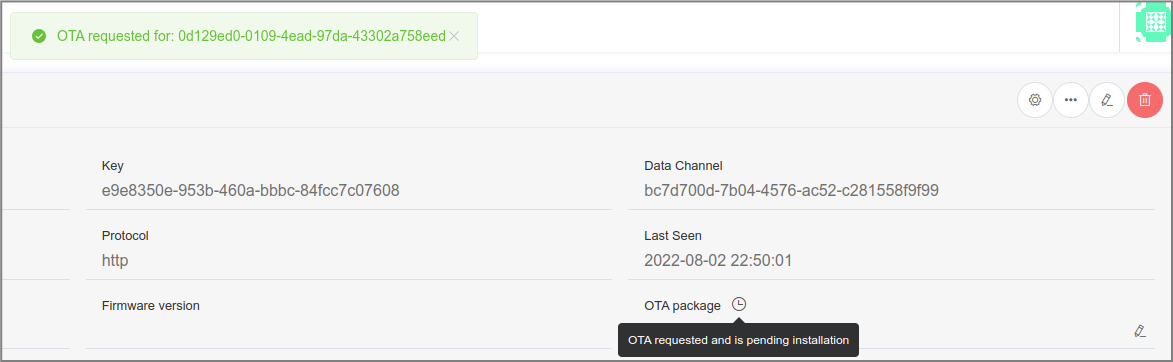 OTA requested for: 0d129ed0-0109-4ead-97da-43302a758eed
Key
e9e8350e-953b-460a-bbbc-84fcc7c07608
Data Channel
bc7d700d-7b04-4576-ac52-c281558f9f99
Protocol
http
Last Seen
2022-08-02 22:50:01
Firmware version
OTA package
OTA requested and is pending installation